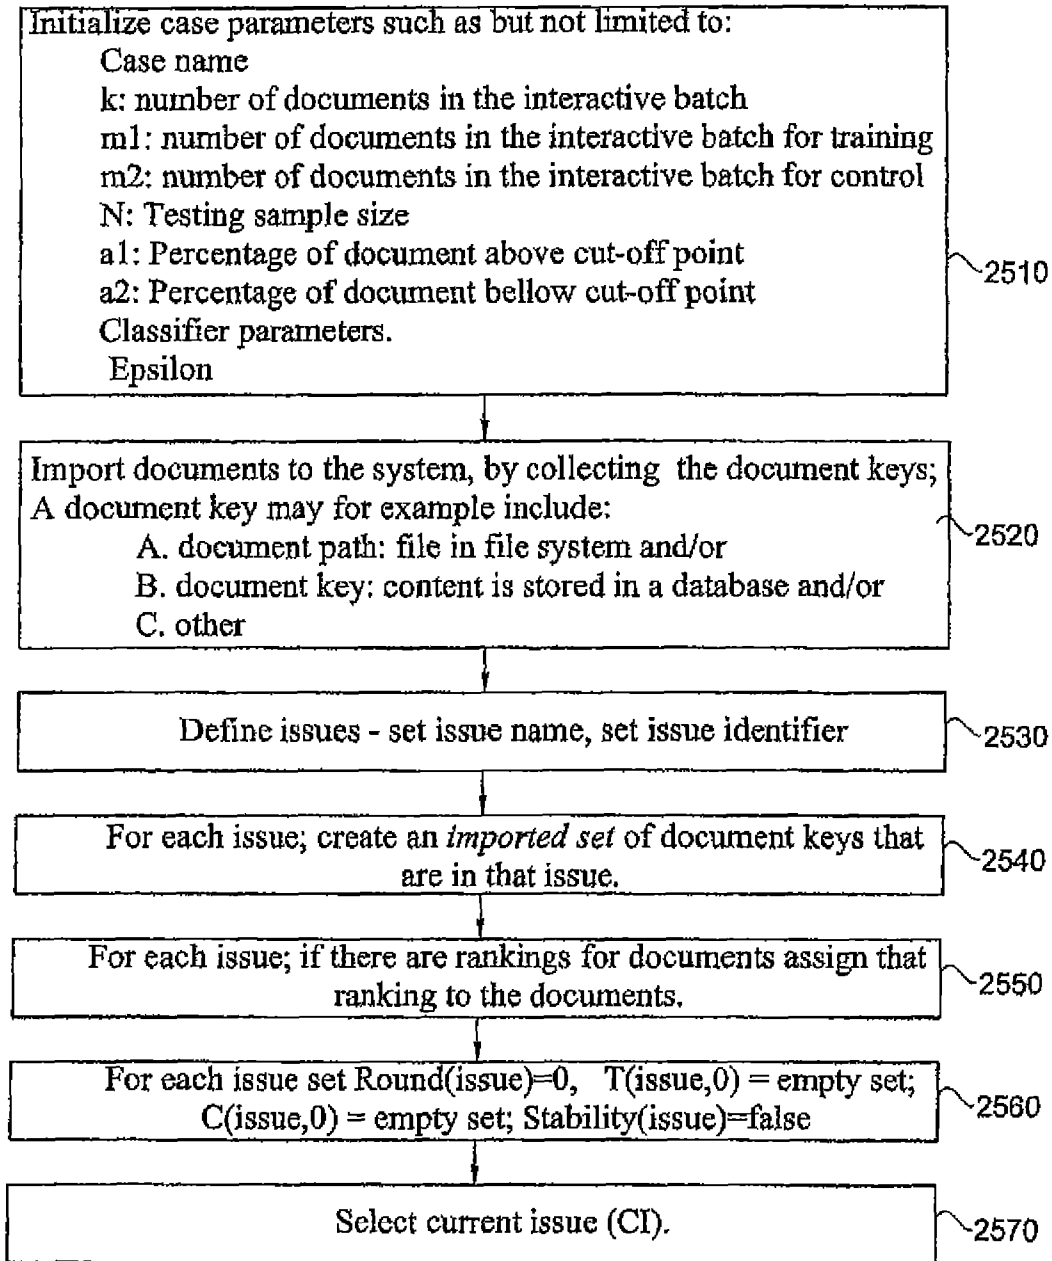 Initialize case parameters such as but not limited to:
Case name
k: number of documents in the interactive batch
m1: number of documents in the interactive batch for training
m2: number of documents in the interactive batch for control
N: Testing sample size
a1: Percentage of document above cut-off point
a2: Percentage of document bellow cut-off point
Classifier parameters.
Epsilon
2510
Import documents to the system, by collecting the document keys;
A document key may for example include:
A. document path: file in file system and/or
B. document key: content is stored in a database and/or
C. other
2520
Define issues - set issue name, set issue identifier
2530
For each issue; create an imported set of document keys that
are in that issue.
2540
For each issue; if there are rankings for documents assign that
ranking to the documents.
2550
For each issue set Round(issue)=0, T(issue,0) = empty set;
C(issue,0) = empty set; Stability(issue)=false
2560
Select current issue (CI).
2570